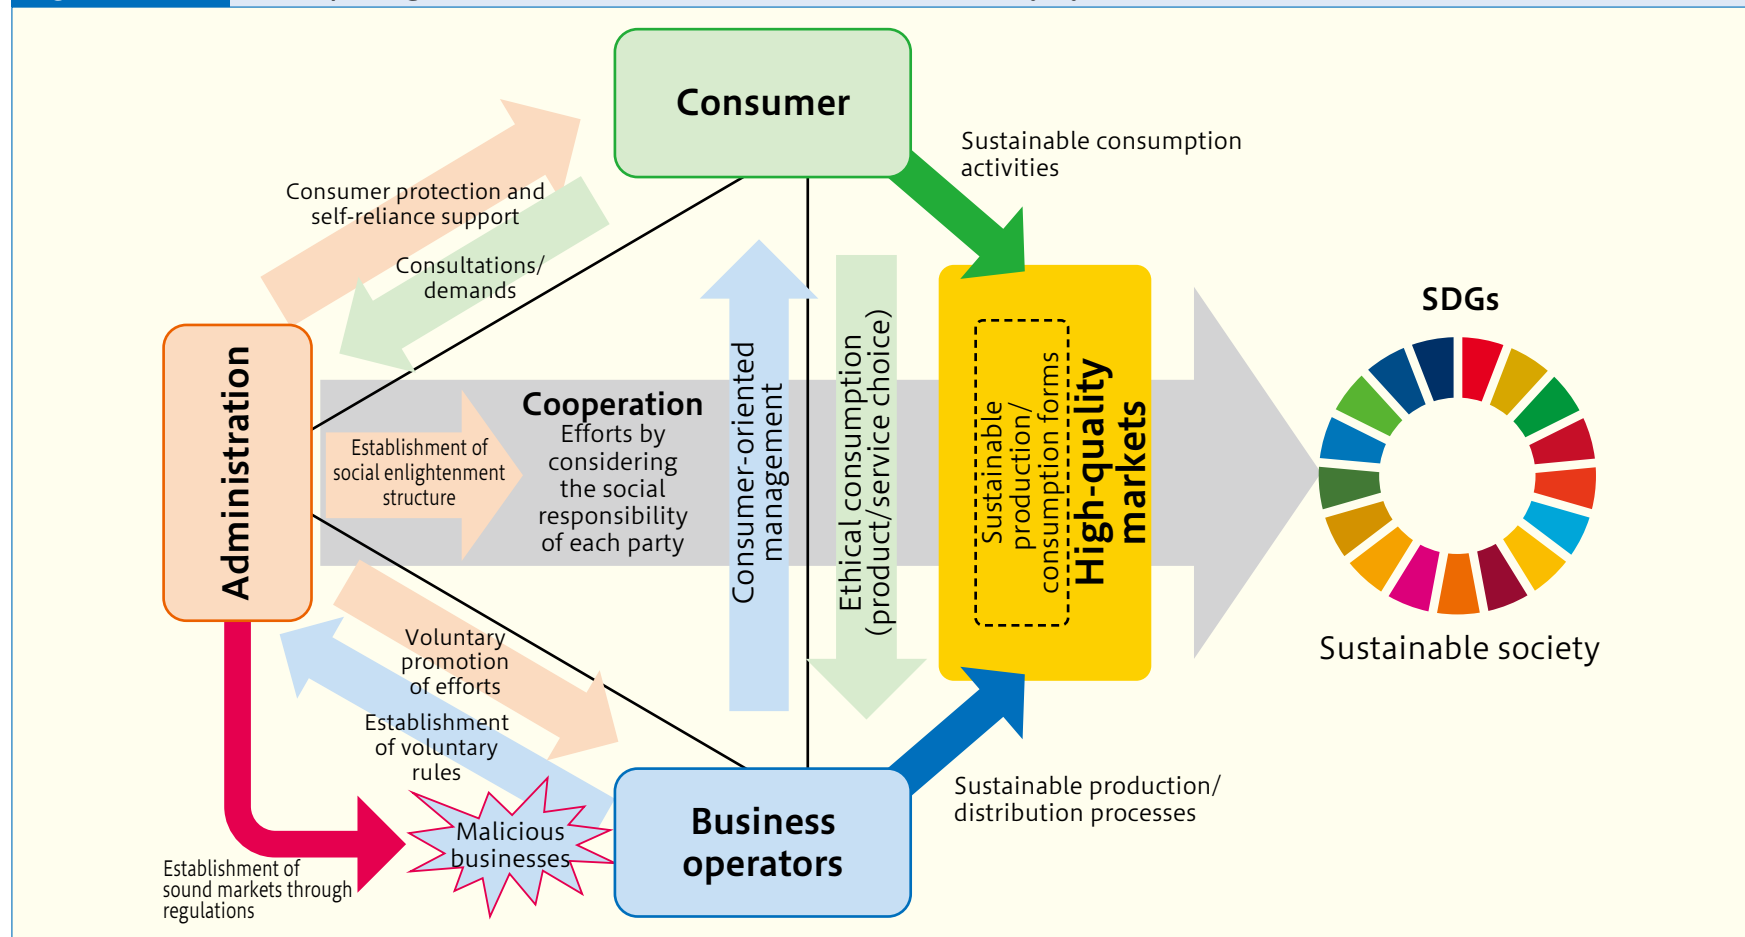 Consumer
Sustainable consumption
activities
Consumer protection and
self-reliance support
Consultations/
demands
SDGs
Administration
Cooperation
Efforts by
considering
the social
responsibility
of each party
Establishment of
social enlightenment
structure
Consumer-oriented
management
Ethical consumption
(product/service choice)
Sustainable
production/
consumption forms
High-quality
markets
Sustainable society
Voluntary
promotion
of efforts
Establishment
of voluntary
rules
Malicious
businesses
Business
operators
Sustainable production/
distribution processes
Establishment of
sound markets through
regulations